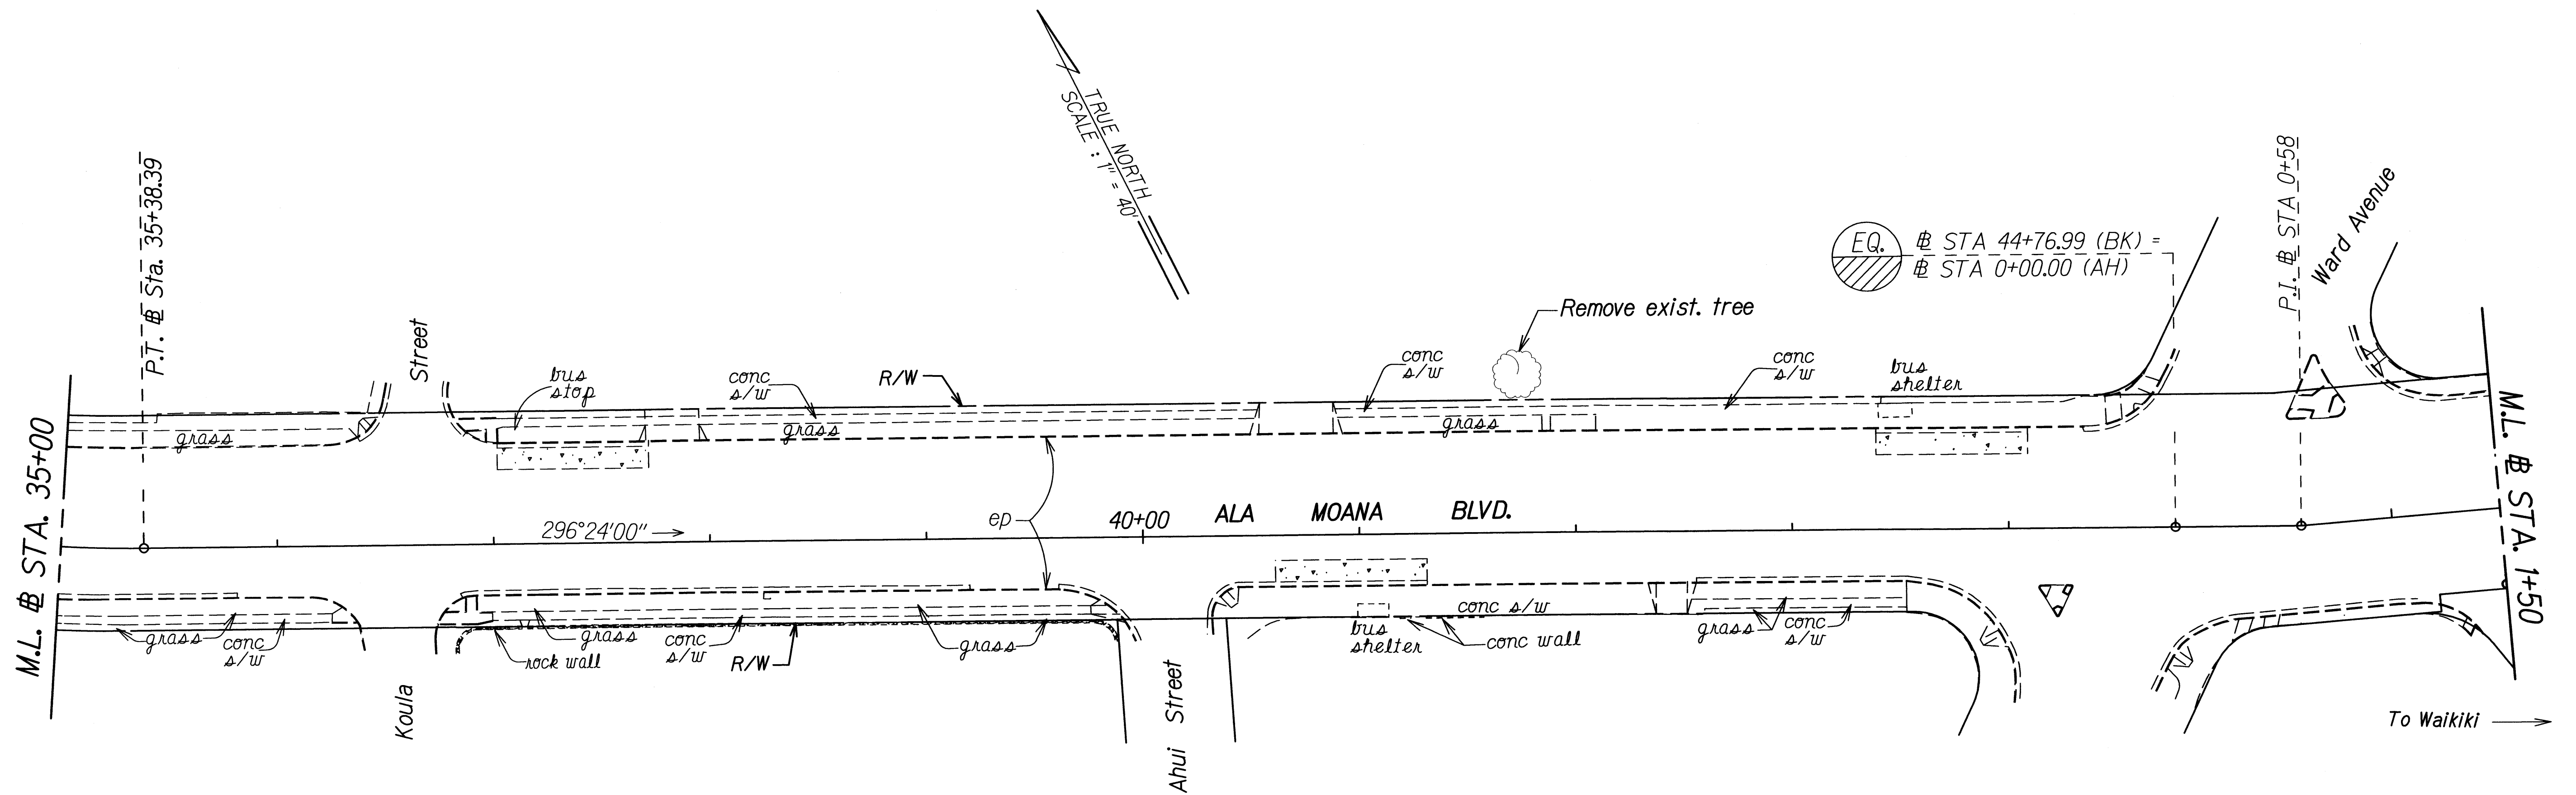 TRUE NORTH
SCALE : 1" = 40'
P.T. B̵L Sta. 35+38.39
P.I. B̵L STA 0+58
Ward Avenue
EQ.
B̵L STA 44+76.99 (BK) =
B̵L STA 0+00.00 (AH)
Remove exist. tree
Street
bus
stop
conc
s/w
R/W
conc
s/w
conc
s/w
bus
shelter
grass
grass
grass
M.L. B̵L STA. 35+00
M.L. B̵L STA. 1+50
296°24'00"
ep
40+00
ALA MOANA BLVD.
grass
conc
s/w
rock wall
grass
conc
s/w
R/W
grass
bus
shelter
conc s/w
conc wall
grass
conc
s/w
Koula
Ahui Street
To Waikiki